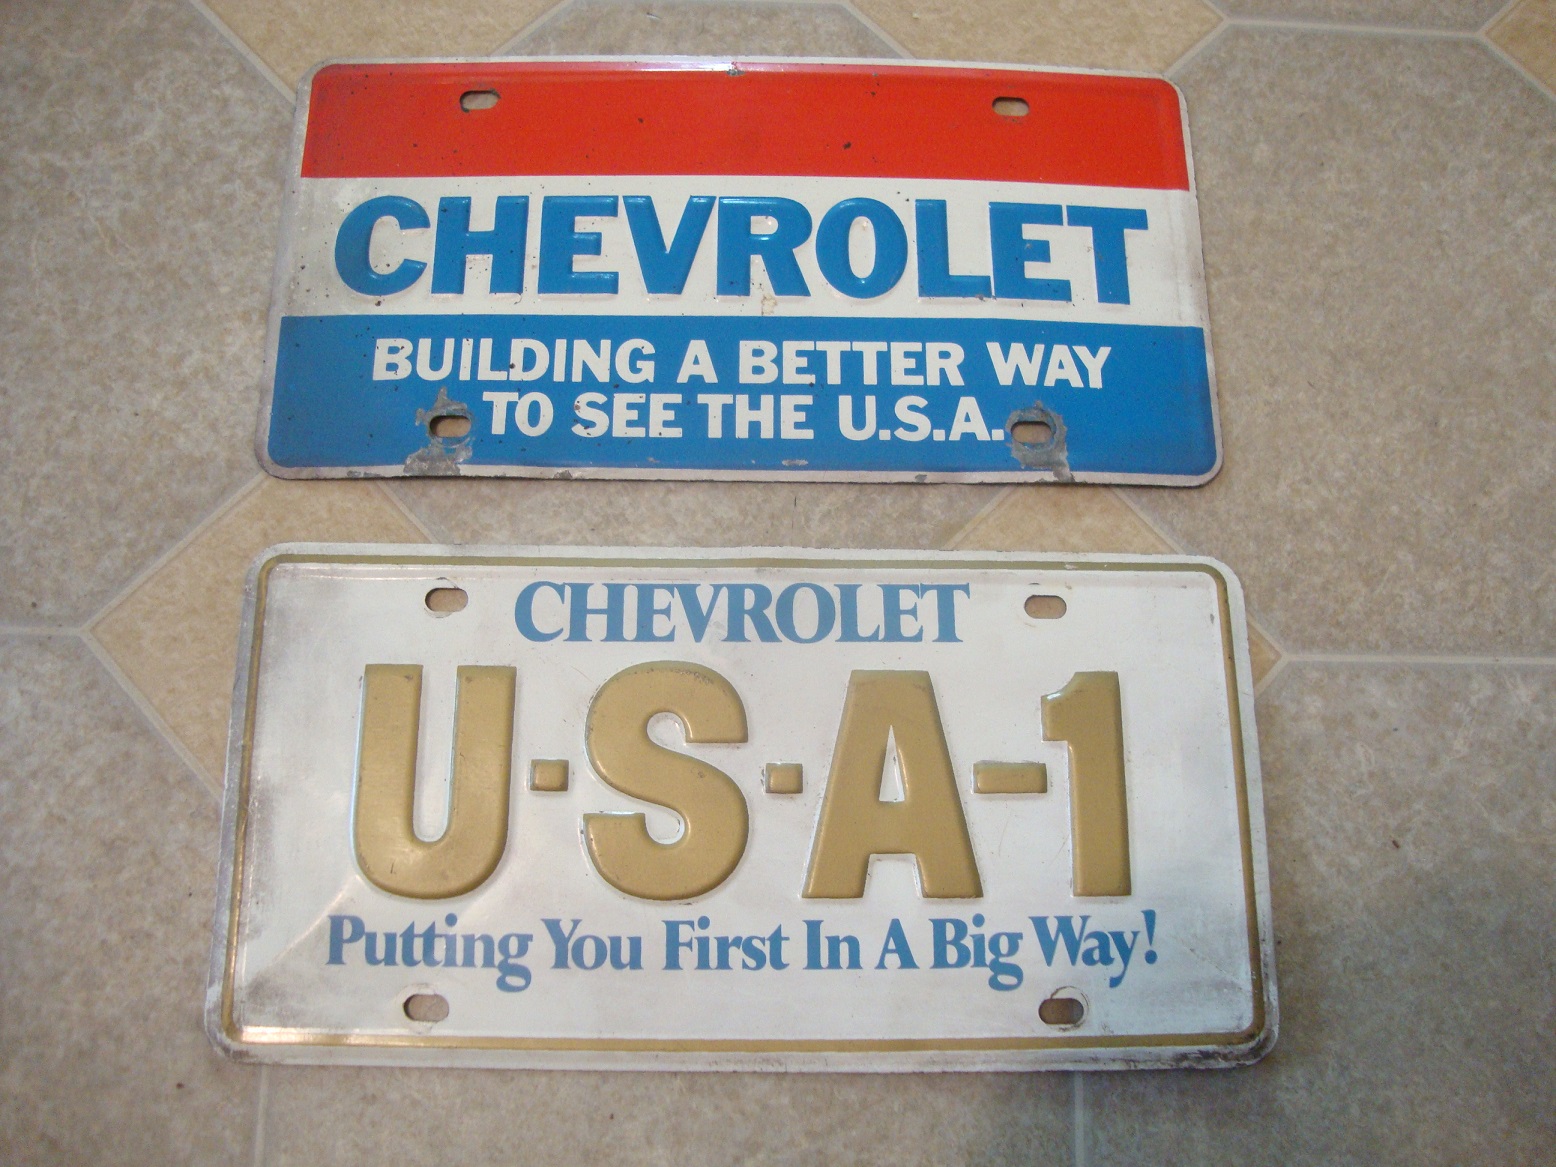 CHEVROLET
BUILDING A BETTER WAY
TO SEE THE U.S.A.
CHEVROLET
U·S·A-1
Putting You First In A Big Way!